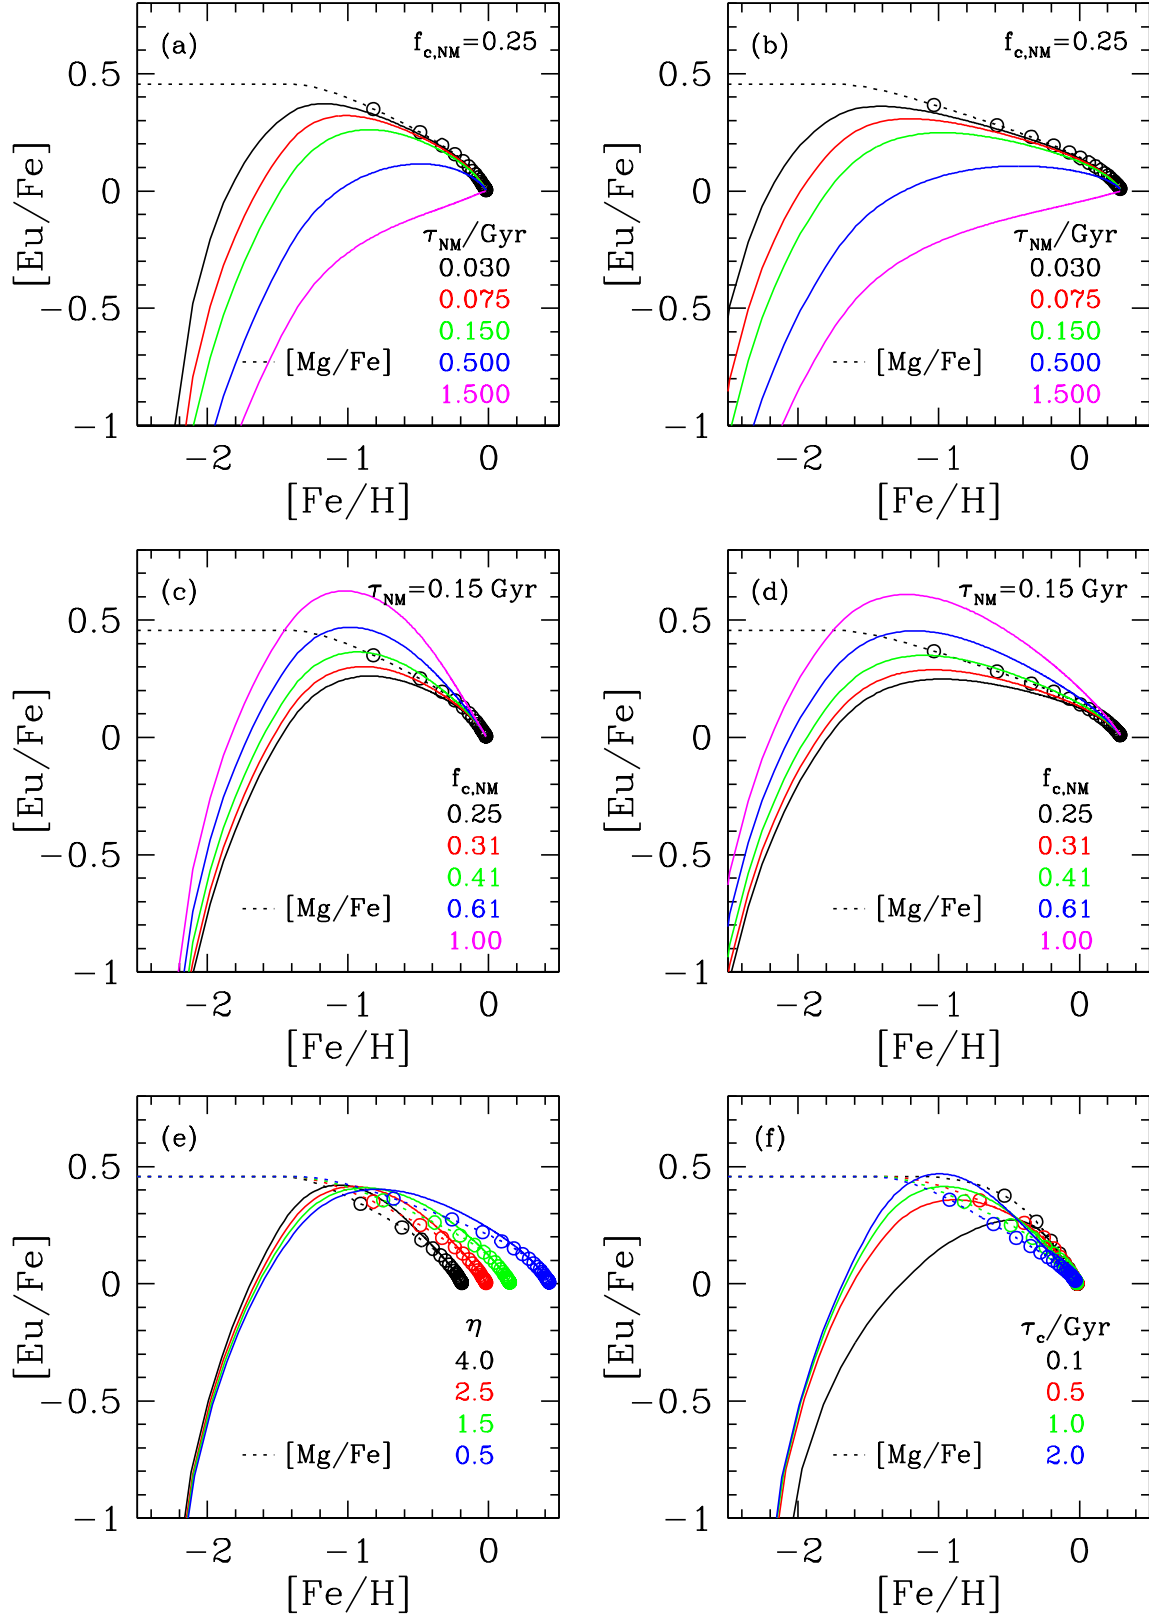 (a)
f_c,NM=0.25
[Eu/Fe]
0.5
0
−0.5
−1
τ_NM/Gyr
0.030
0.075
0.150
0.500
1.500
[Mg/Fe]
−2
−1
0
[Fe/H]
(b)
f_c,NM=0.25
[Eu/Fe]
0.5
0
−0.5
−1
τ_NM/Gyr
0.030
0.075
0.150
0.500
1.500
[Mg/Fe]
−2
−1
0
[Fe/H]
(c)
τ_NM=0.15 Gyr
[Eu/Fe]
0.5
0
−0.5
−1
f_c,NM
0.25
0.31
0.41
0.61
1.00
[Mg/Fe]
−2
−1
0
[Fe/H]
(d)
τ_NM=0.15 Gyr
[Eu/Fe]
0.5
0
−0.5
−1
f_c,NM
0.25
0.31
0.41
0.61
1.00
[Mg/Fe]
−2
−1
0
[Fe/H]
(e)
[Eu/Fe]
0.5
0
−0.5
−1
η
4.0
2.5
1.5
0.5
[Mg/Fe]
−2
−1
0
[Fe/H]
(f)
[Eu/Fe]
0.5
0
−0.5
−1
τ_c/Gyr
0.1
0.5
1.0
2.0
[Mg/Fe]
−2
−1
0
[Fe/H]